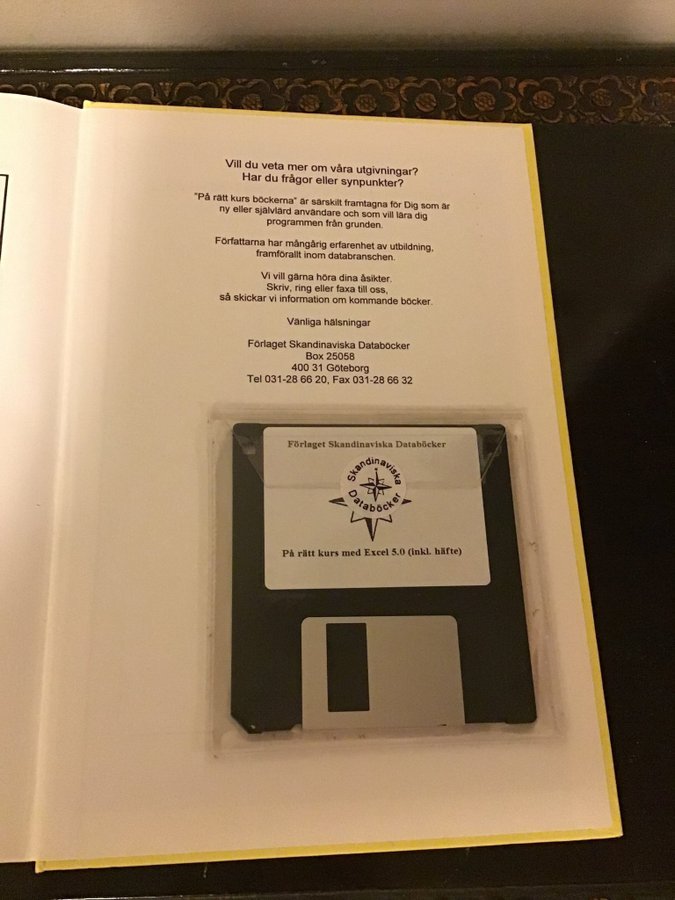 Vill du veta mer om våra utgivningar?
Har du frågor eller synpunkter?
"På rätt kurs böckerna" är särskilt framtagna för Dig som är
ny eller självlärd användare och som vill lära dig
programmen från grunden.
Författarna har mångårig erfarenhet av utbildning,
framförallt inom databranschen.
Vi vill gärna höra dina åsikter.
Skriv, ring eller faxa till oss,
så skickar vi information om kommande böcker.
Vänliga hälsningar
Förlaget Skandinaviska Databöcker
Box 25058
400 31 Göteborg
Tel 031-28 66 20, Fax 031-28 66 32
Förlaget Skandinaviska Databöcker
Skandinaviska
Databöcker
På rätt kurs med Excel 5.0 (inkl. häfte)